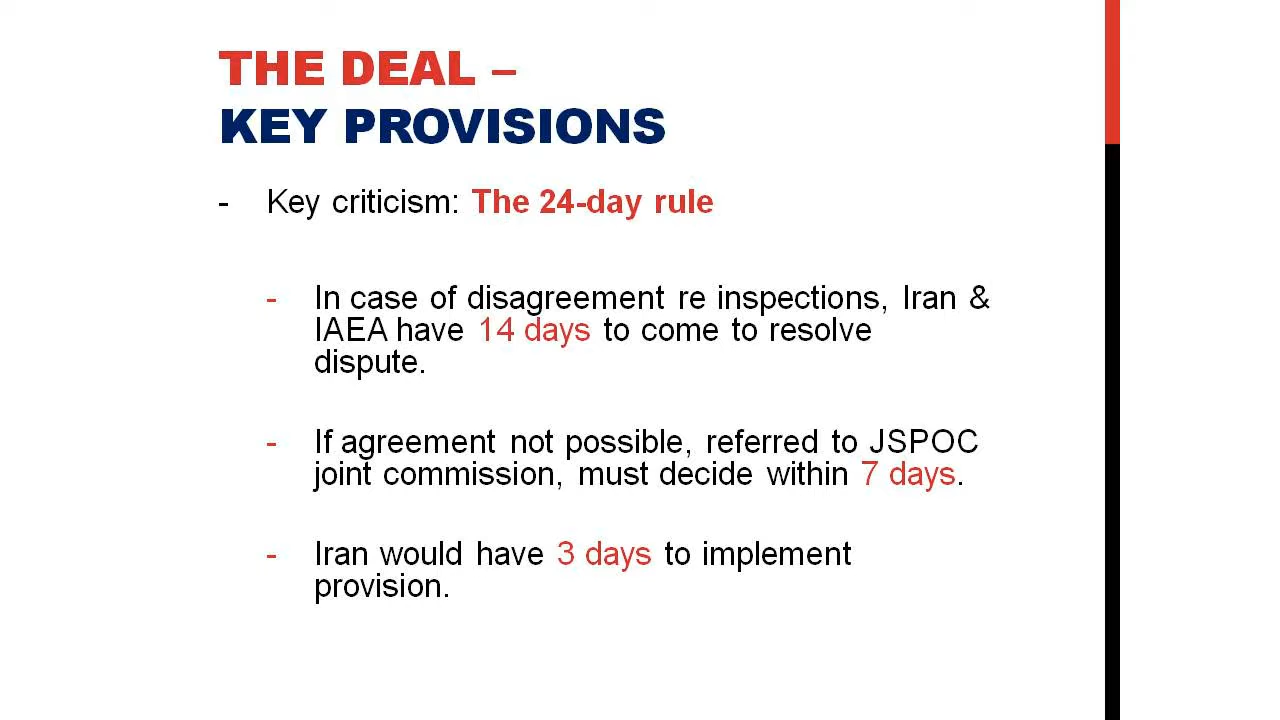 THE DEAL –
KEY PROVISIONS
- Key criticism: The 24-day rule
- In case of disagreement re inspections, Iran &
IAEA have 14 days to come to resolve
dispute.
- If agreement not possible, referred to JSPOC
joint commission, must decide within 7 days.
- Iran would have 3 days to implement
provision.